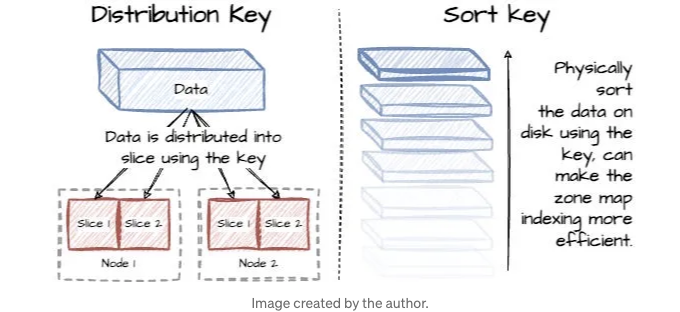 Distribution Key
Data
Data is distributed into
slice using the key
Slice 1
Slice 2
Node 1
Slice 1
Slice 2
Node 2
Sort key
Physically
sort
the data on
disk using the
key, can
make the
zone map
indexing more
efficient.
Image created by the author.